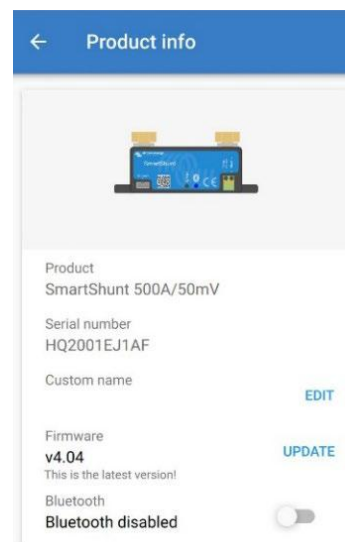 Product info
SmartShunt
Product
SmartShunt 500A/50mV
Serial number
HQ2001EJ1AF
Custom name
EDIT
Firmware
v4.04
UPDATE
This is the latest version!
Bluetooth
Bluetooth disabled